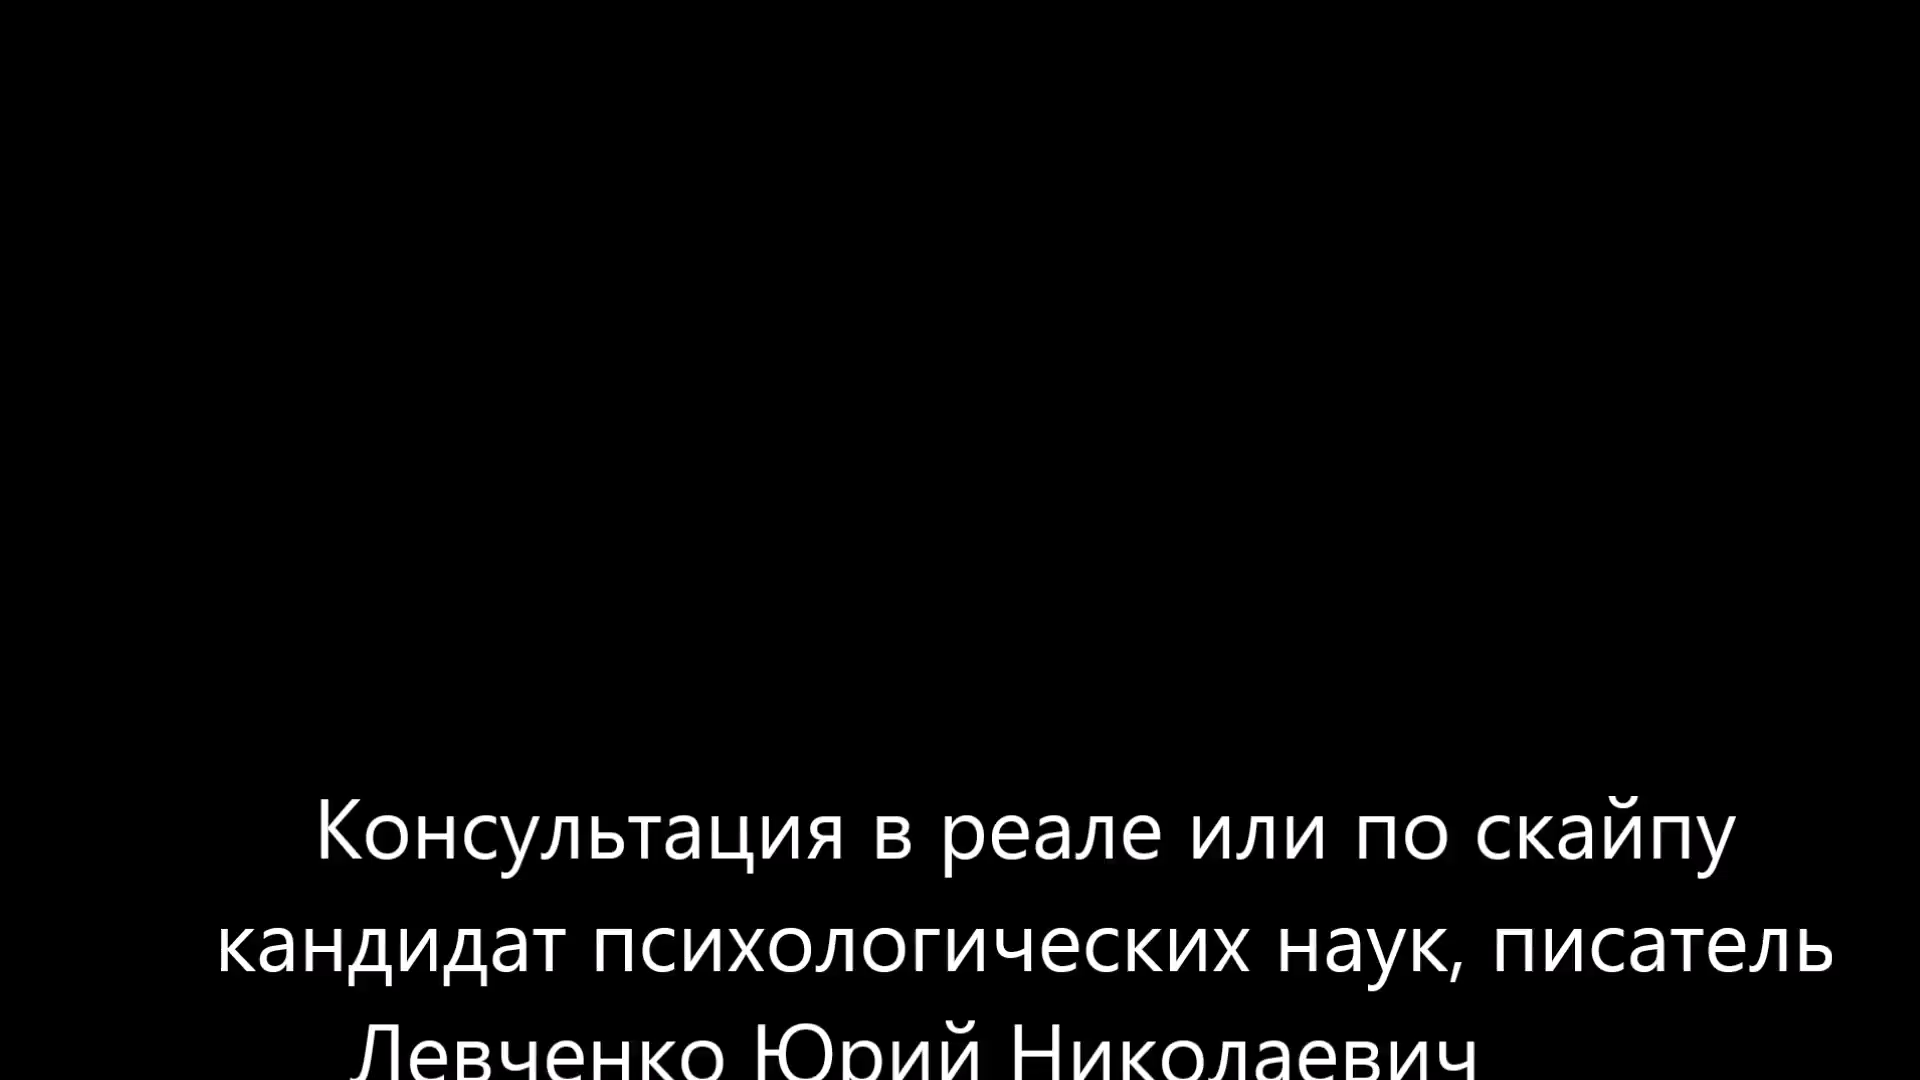 Консультация в реале или по скайпу
кандидат психологических наук, писатель
Левченко Юрий Николаевич